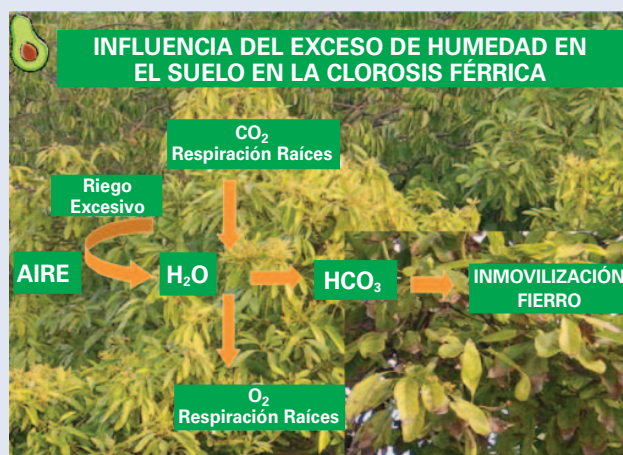 INFLUENCIA DEL EXCESO DE HUMEDAD EN
EL SUELO EN LA CLOROSIS FÉRRICA
CO₂
Respiración Raíces
Riego
Excesivo
AIRE
H₂O
HCO₃
INMOVILIZACIÓN
FIERRO
O₂
Respiración Raíces